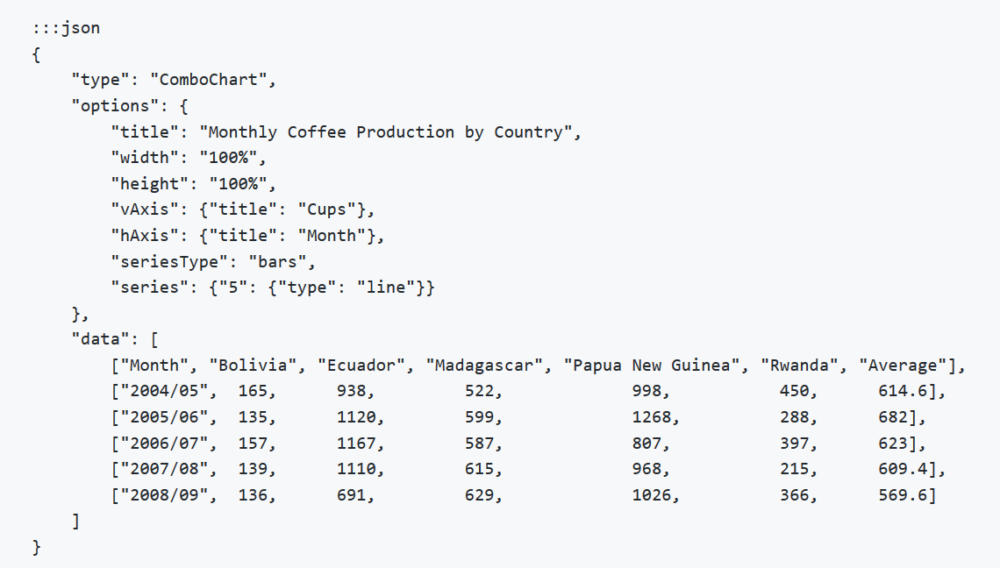 :::json
{
    "type": "ComboChart",
    "options": {
        "title": "Monthly Coffee Production by Country",
        "width": "100%",
        "height": "100%",
        "vAxis": {"title": "Cups"},
        "hAxis": {"title": "Month"},
        "seriesType": "bars",
        "series": {"5": {"type": "line"}}
    },
    "data": [
        ["Month", "Bolivia", "Ecuador", "Madagascar", "Papua New Guinea", "Rwanda", "Average"],
        ["2004/05",  165,      938,         522,             998,           450,      614.6],
        ["2005/06",  135,      1120,        599,             1268,          288,      682],
        ["2006/07",  157,      1167,        587,             807,           397,      623],
        ["2007/08",  139,      1110,        615,             968,           215,      609.4],
        ["2008/09",  136,      691,         629,             1026,          366,      569.6]
    ]
}